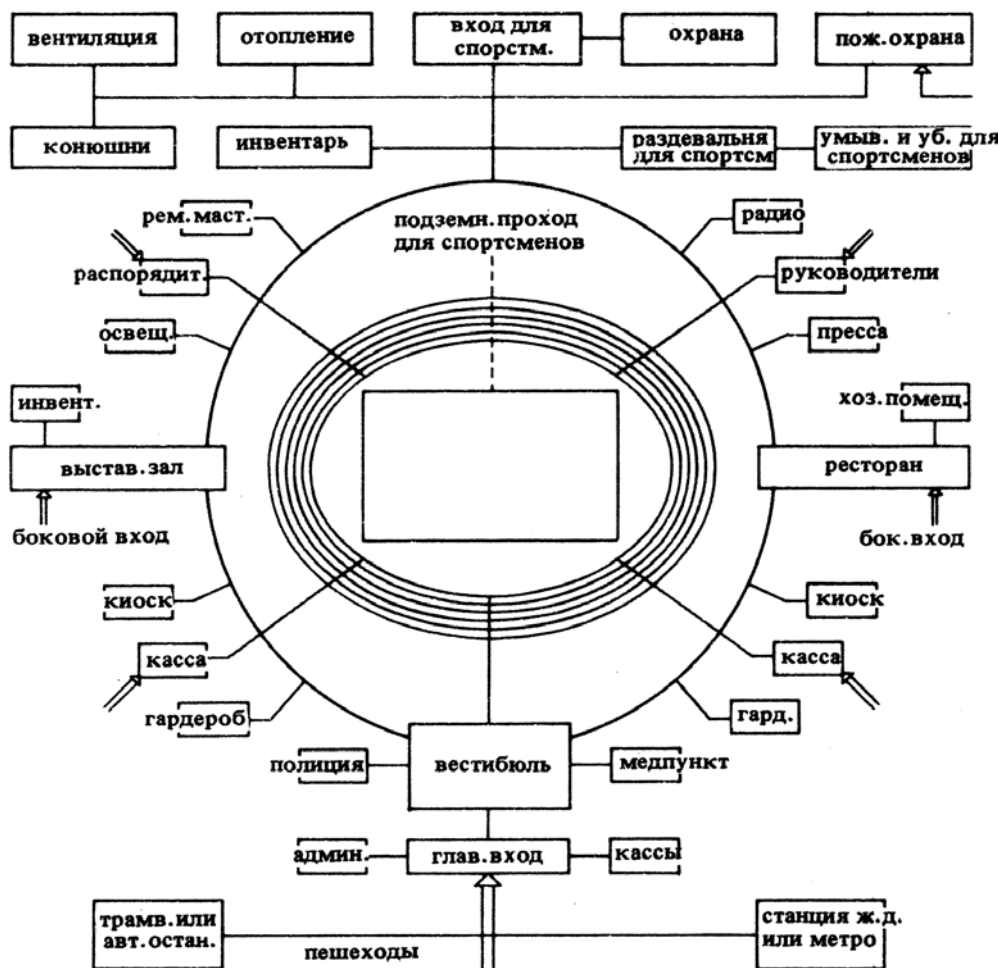 вентиляция
отопление
вход для
спорстм.
охрана
пож.охрана
конюшни
инвентарь
раздевальня
для спортсм
умыв. и уб. для
спортсменов
подземн.проход
для спортсменов
рем.маст.
радио
распорядит.
руководители
освещ.
пресса
инвент.
хоз.помещ.
выстав.зал
ресторан
боковой вход
бок.вход
киоск
киоск
касса
касса
гардероб
гард.
полиция
вестибюль
медпункт
админ.
глав.вход
кассы
трамв.или
авт.остан.
пешеходы
станция ж.д.
или метро